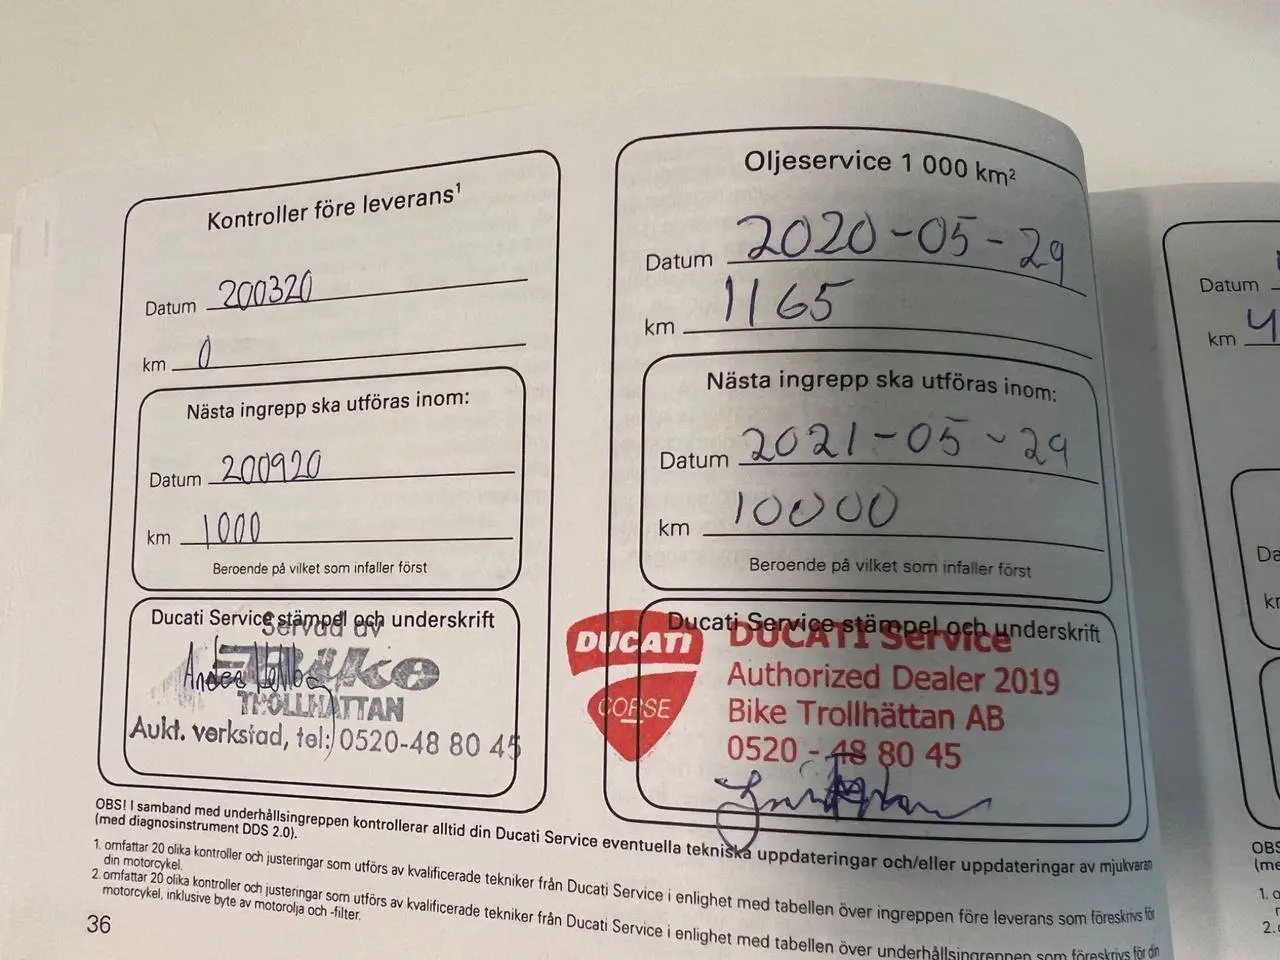 Kontroller före leverans¹
Datum 200320
km 0
Nästa ingrepp ska utföras inom:
Datum 200920
km 1000
Beroende på vilket som infaller först
Ducati Service stämpel och underskrift
Servad av
Bike
TROLLHÄTTAN
Aukt. verkstad, tel: 0520-48 80 45
Oljeservice 1 000 km²
Datum 2020-05-29
km 1165
Nästa ingrepp ska utföras inom:
Datum 2021-05-29
km 10000
Beroende på vilket som infaller först
Ducati Service stämpel och underskrift
DUCATI
CORSE
DUCATI Service
Authorized Dealer 2019
Bike Trollhättan AB
0520 - 48 80 45
OBS! I samband med underhållsingreppen kontrollerar alltid din Ducati Service eventuella tekniska uppdateringar och/eller uppdateringar av mjukvaran
(med diagnosinstrument DDS 2.0).
1. omfattar 20 olika kontroller och justeringar som utförs av kvalificerade tekniker från Ducati Service i enlighet med tabellen över ingreppen före leverans som föreskrivs för
din motorcykel.
2. omfattar 20 olika kontroller och justeringar som utförs av kvalificerade tekniker från Ducati Service i enlighet med tabellen över underhållsingreppen som föreskrivs för din
motorcykel, inklusive byte av motorolja och -filter.
36
Datum
km 4
Da
OBS
(me
1. o
2.